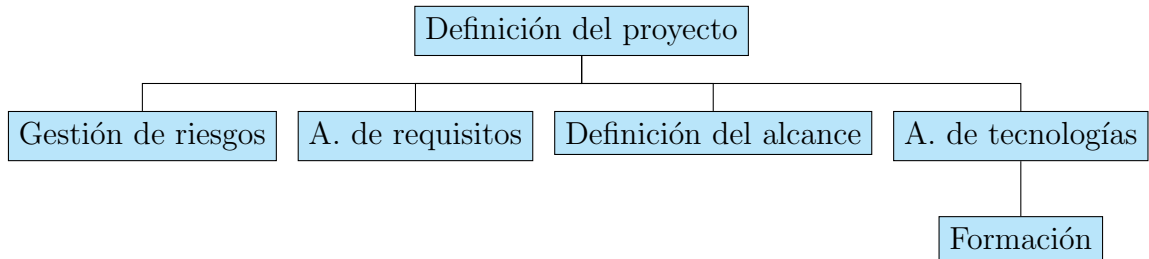 Definición del proyecto
Gestión de riesgos
A. de requisitos
Definición del alcance
A. de tecnologías
Formación